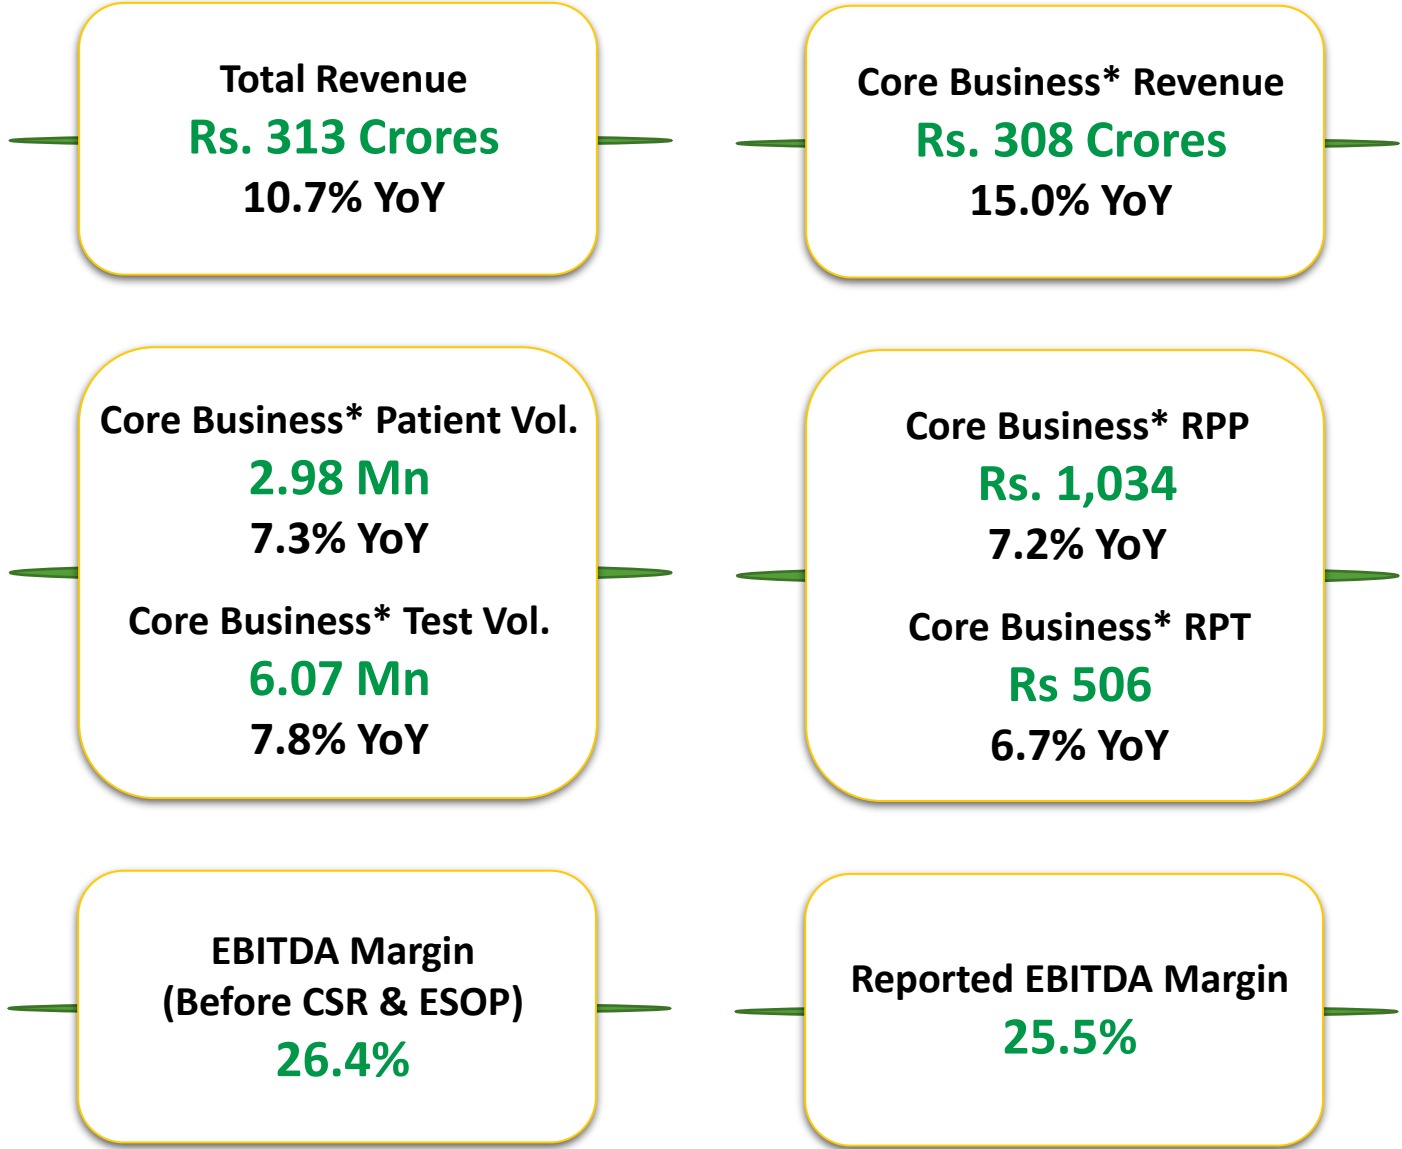 Total Revenue
Rs. 313 Crores
10.7% YoY
Core Business* Revenue
Rs. 308 Crores
15.0% YoY
Core Business* Patient Vol.
2.98 Mn
7.3% YoY
Core Business* Test Vol.
6.07 Mn
7.8% YoY
Core Business* RPP
Rs. 1,034
7.2% YoY
Core Business* RPT
Rs 506
6.7% YoY
EBITDA Margin
(Before CSR & ESOP)
26.4%
Reported EBITDA Margin
25.5%